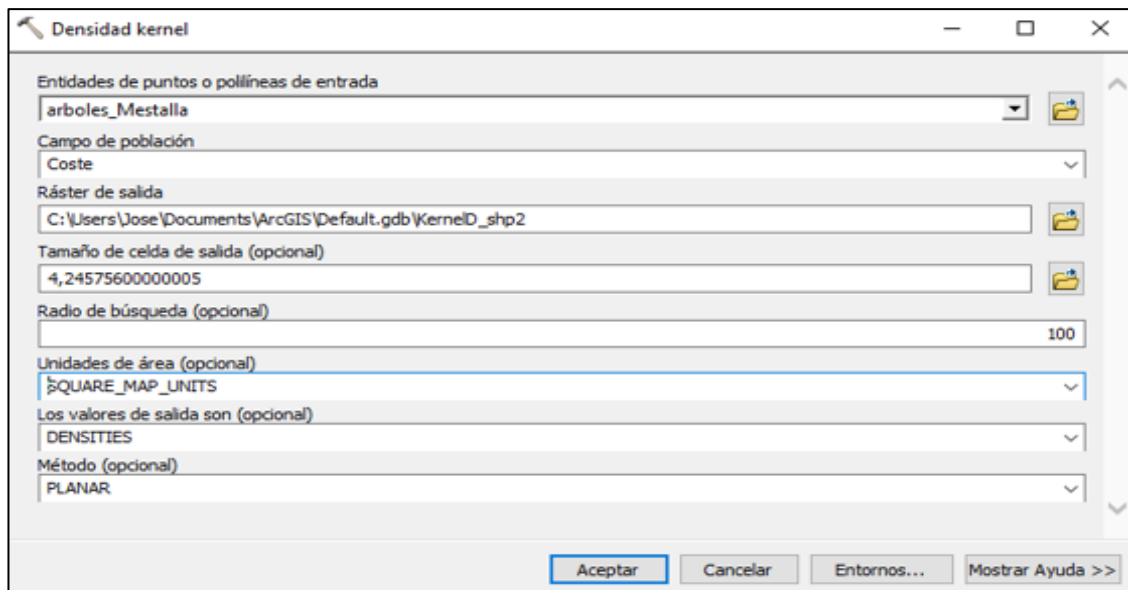 Densidad kernel
Entidades de puntos o polilíneas de entrada
arboles_Mestalla
Campo de población
Coste
Ráster de salida
C:\Users\Jose\Documents\ArcGIS\Default.gdb\KernelD_shp2
Tamaño de celda de salida (opcional)
4,24575600000005
Radio de búsqueda (opcional)
100
Unidades de área (opcional)
SQUARE_MAP_UNITS
Los valores de salida son (opcional)
DENSITIES
Método (opcional)
PLANAR
Aceptar Cancelar Entornos... Mostrar Ayuda >>